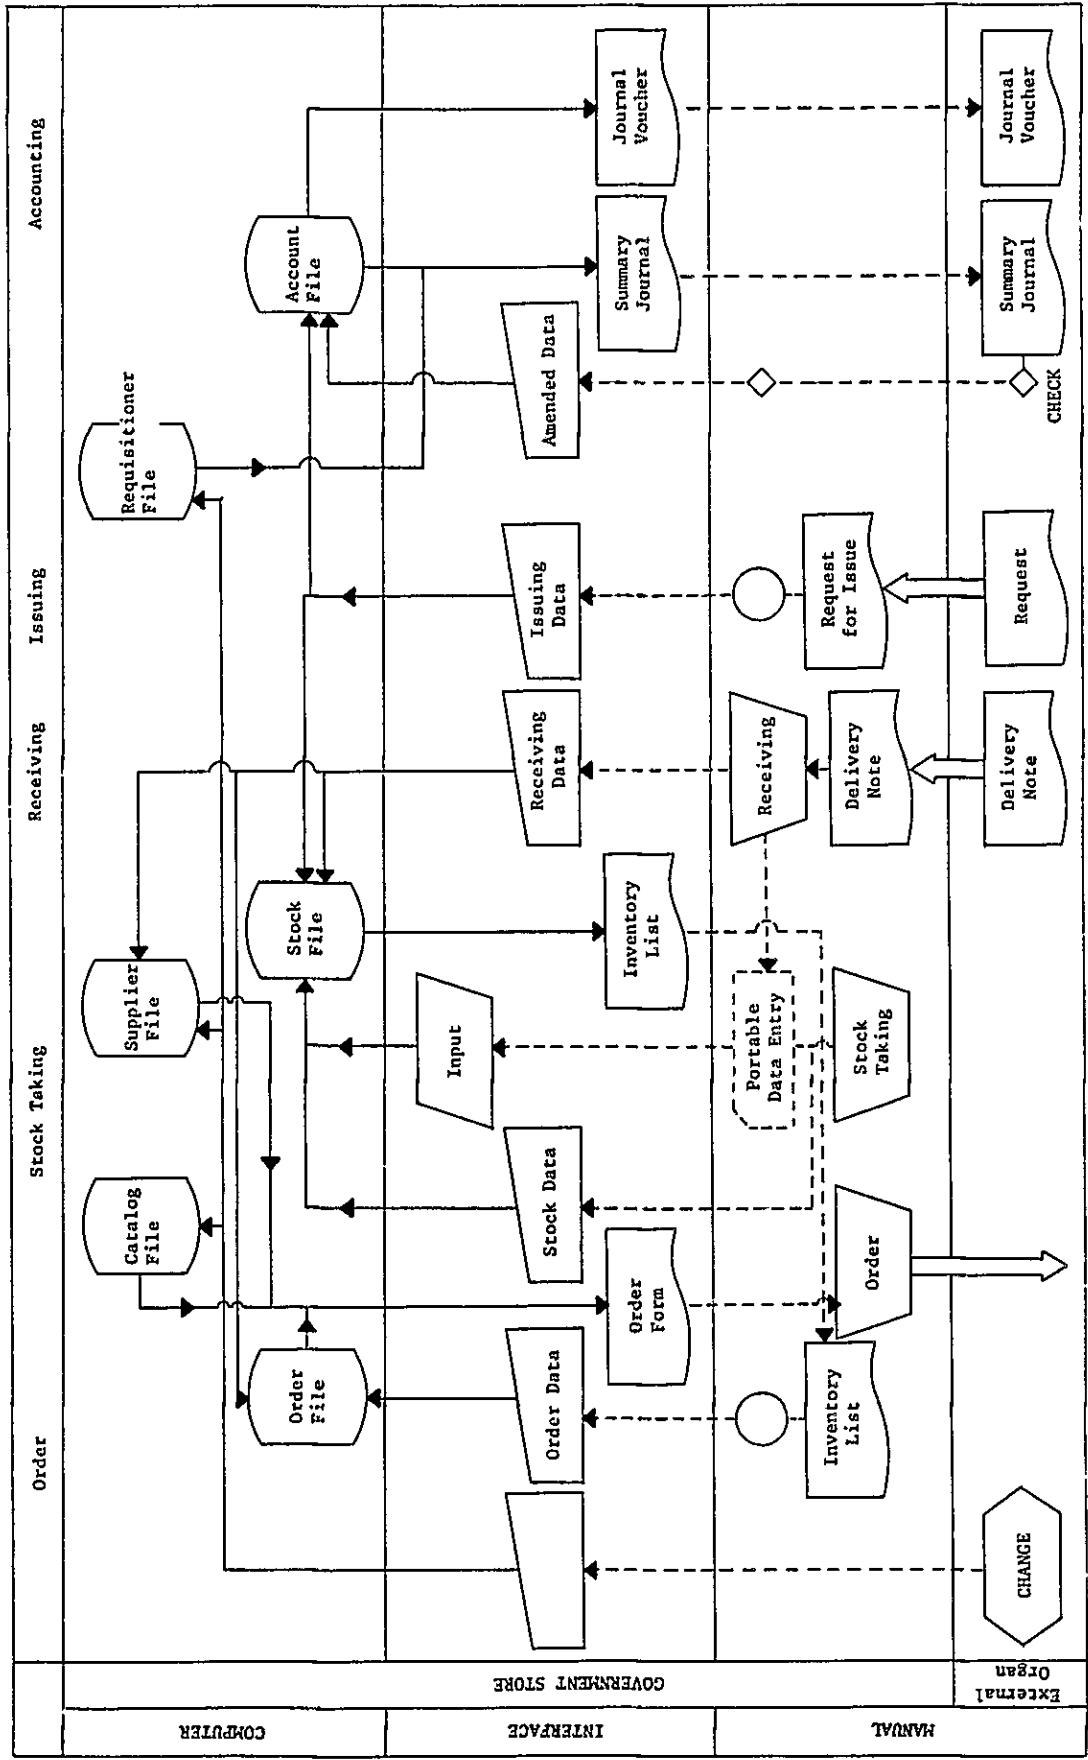 Order
Stock Taking
Receiving
Issuing
Accounting
GOVERNMENT STORE
COMPUTER
INTERFACE
MANUAL
External
Organ
Catalog
File
Supplier
File
Requisitioner
File
Order
File
Stock
File
Account
File
Input
Order Data
Stock Data
Receiving
Data
Issuing
Data
Amended Data
Order
Form
Inventory
List
Summary
Journal
Journal
Voucher
Portable
Data Entry
Receiving
Inventory
List
Order
Stock
Taking
Delivery
Note
Request
for Issue
CHANGE
Delivery
Note
Request
CHECK
Summary
Journal
Journal
Voucher